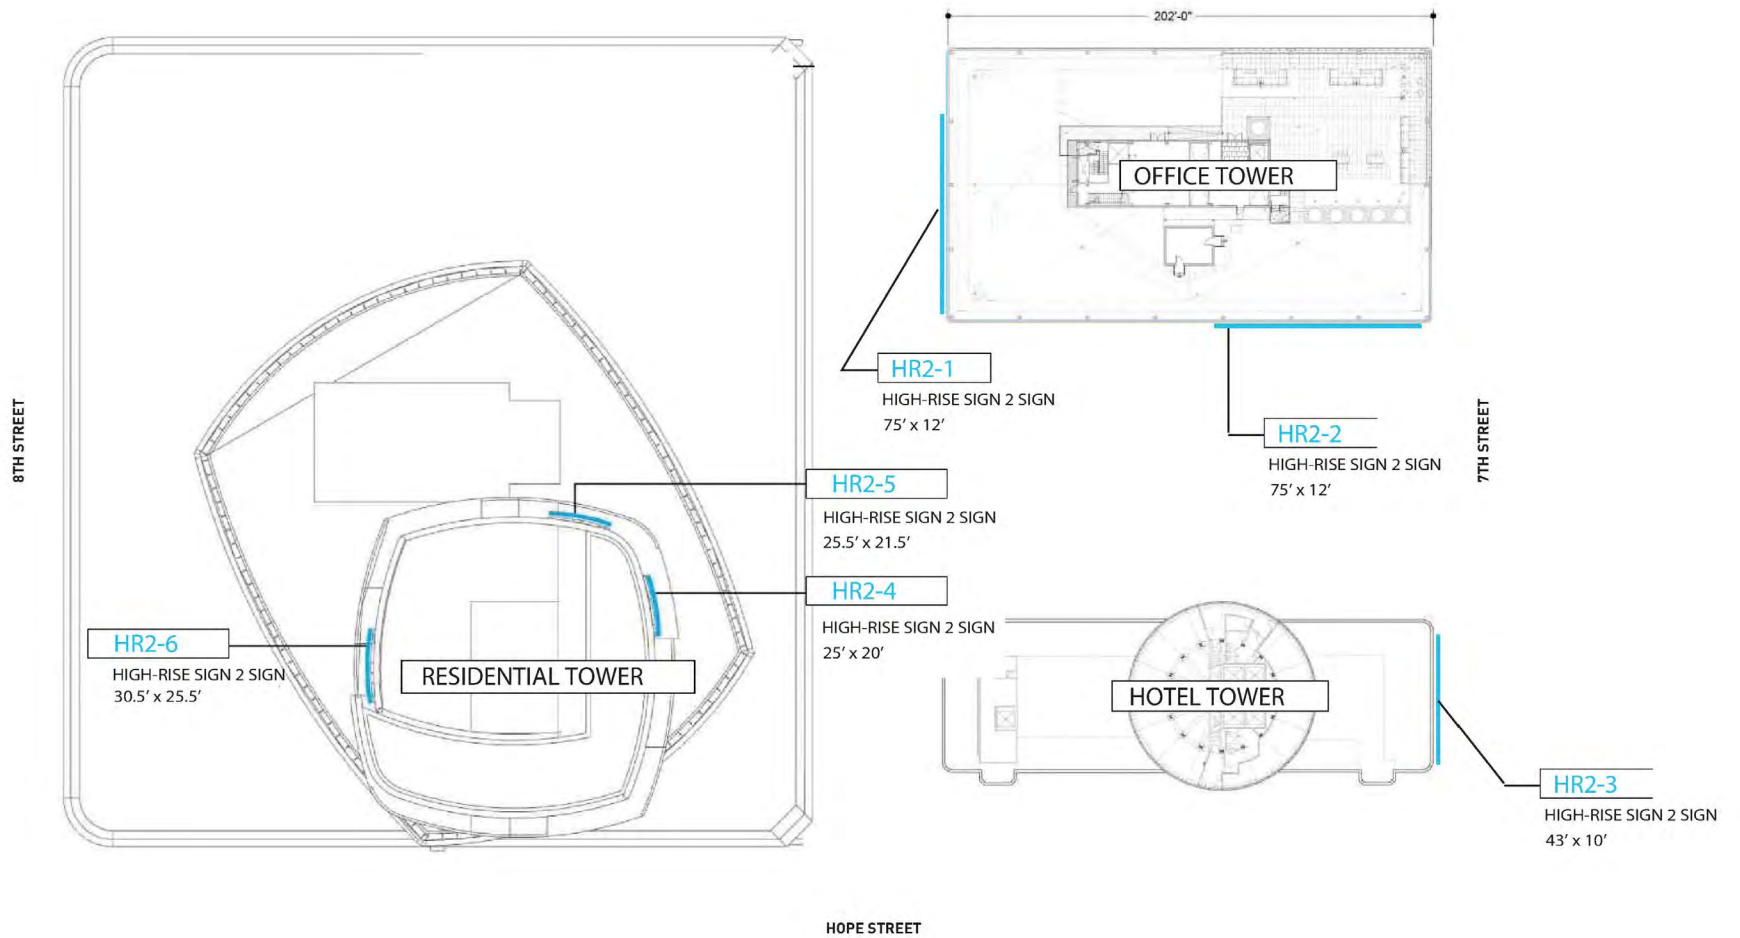 202'-0"
OFFICE TOWER
HR2-1
HIGH-RISE SIGN 2 SIGN
75' x 12'
8TH STREET
7TH STREET
HR2-2
HIGH-RISE SIGN 2 SIGN
75' x 12'
HR2-5
HIGH-RISE SIGN 2 SIGN
25.5' x 21.5'
HR2-4
HIGH-RISE SIGN 2 SIGN
25' x 20'
HR2-6
HIGH-RISE SIGN 2 SIGN
30.5' x 25.5'
RESIDENTIAL TOWER
HOTEL TOWER
HR2-3
HIGH-RISE SIGN 2 SIGN
43' x 10'
HOPE STREET